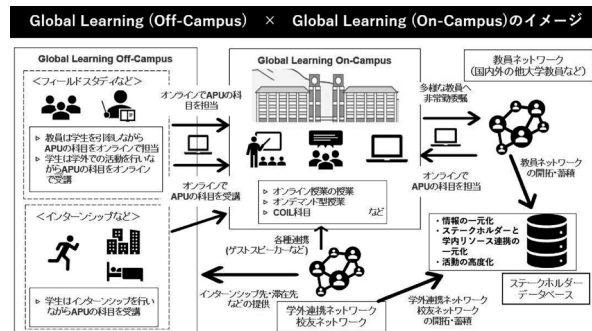 Global Learning (Off-Campus) × Global Learning (On-Campus)のイメージ
Global Learning Off-Campus
<フィールドスタディなど>
▷ 教員は学生を引率しながら
APUの科目をオンラインで担当
▷ 学生は学外での活動を行いな
がらAPUの科目をオンライン
で受講
<インターンシップなど>
▷ 学生はインターンシップを行い
ながらAPUの科目を受講
オンラインでAPUの科
目を担当
オンラインで
APUの科目を受講
Global Learning On-Campus
▷ オンライン授業の授業
▷ オンデマンド型授業
▷ COIL科目 など
各種連携
(ゲストスピーカーなど)
インターンシップ先・滞在先
などの提供
学外連携ネットワーク
校友ネットワーク
多様な教員へ
非常勤委嘱
オンラインで
APUの科目を担当
教員ネットワーク
(国内外の他大学教員など)
教員ネットワーク
の開拓・蓄積
・情報の一元化
・ステークホルダーと
学内リソース連携の
一元化
・活動の高度化
ステークホルダー
データベース
学外連携ネットワーク
校友ネットワーク
の開拓・蓄積